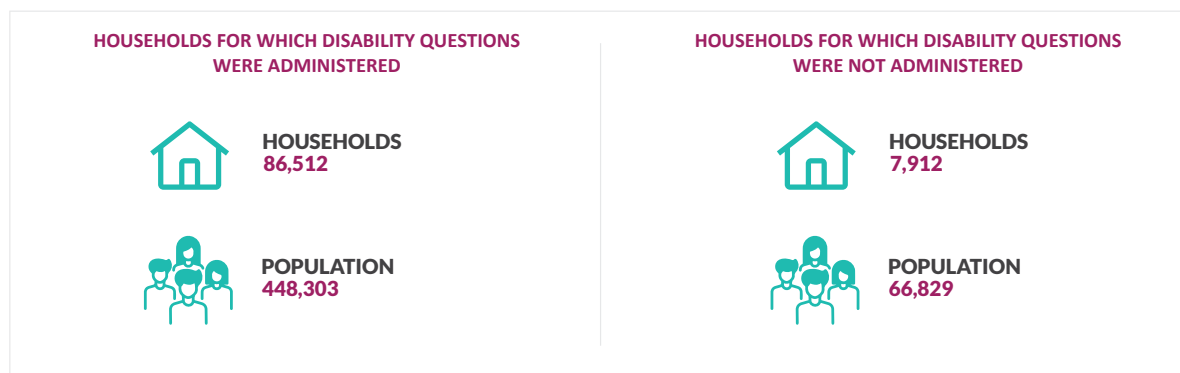 HOUSEHOLDS FOR WHICH DISABILITY QUESTIONS
WERE ADMINISTERED
HOUSEHOLDS
86,512
POPULATION
448,303
HOUSEHOLDS FOR WHICH DISABILITY QUESTIONS
WERE NOT ADMINISTERED
HOUSEHOLDS
7,912
POPULATION
66,829